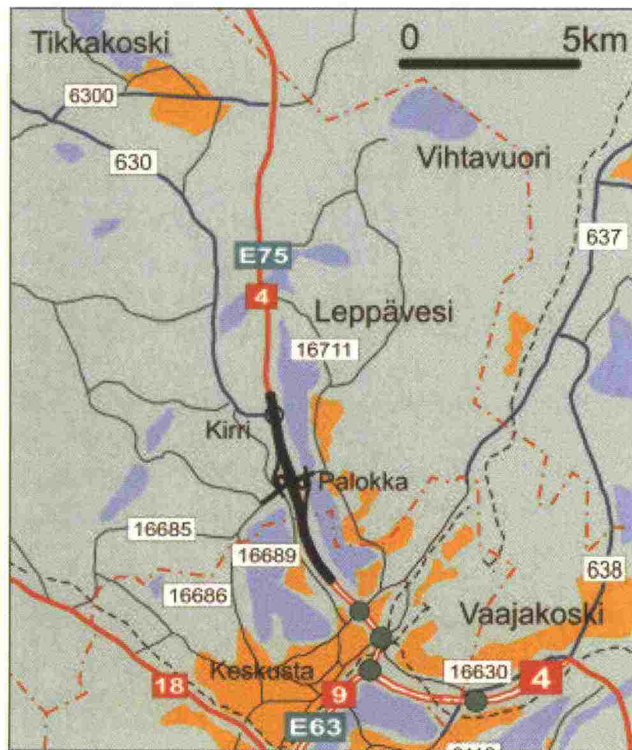 Tikkakoski
0 5km
6300
Vihtavuori
630
637
E75
4
Leppävesi
16711
Kirri
Palokka
16685
16689
638
16686
Vaajakoski
Keskusta
16630
18
9
4
E63